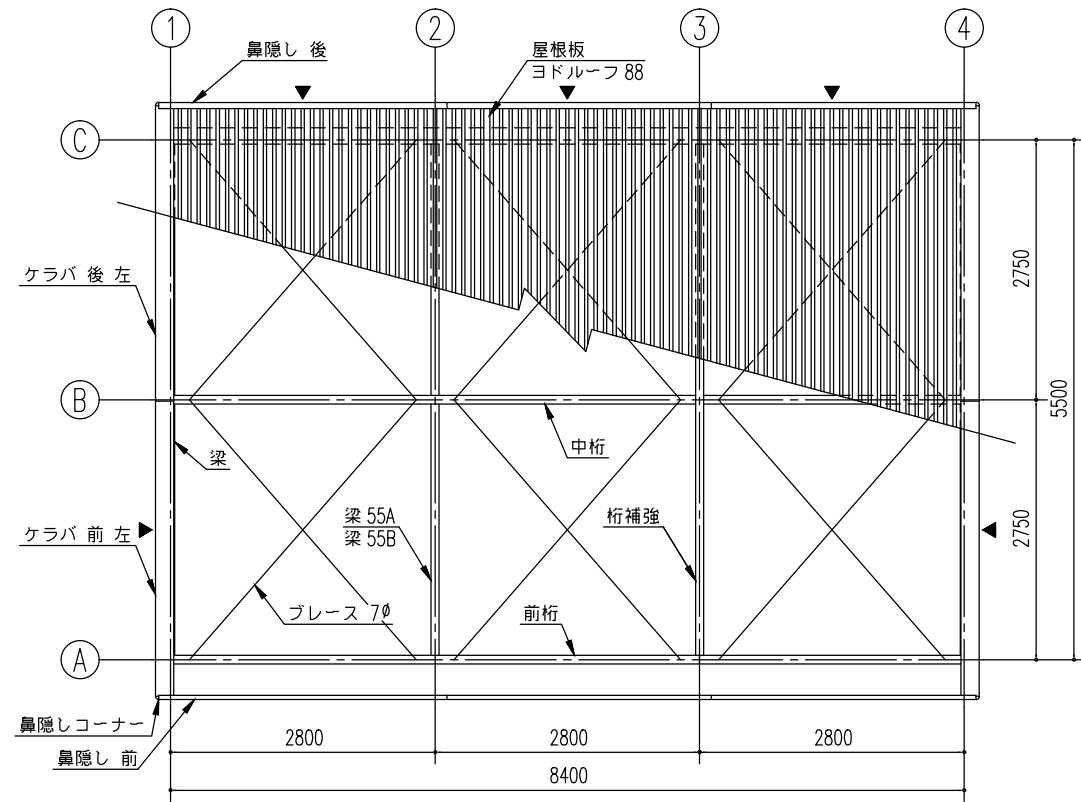 1
2
3
4
鼻隠し 後
屋根板
ヨドルーフ 88
C
ケラバ 後 左
2750
B
5500
中桁
梁
ケラバ 前 左
梁 55A
梁 55B
桁補強
2750
ブレース 7φ
前桁
A
鼻隠しコーナー
鼻隠し 前
2800
2800
2800
8400